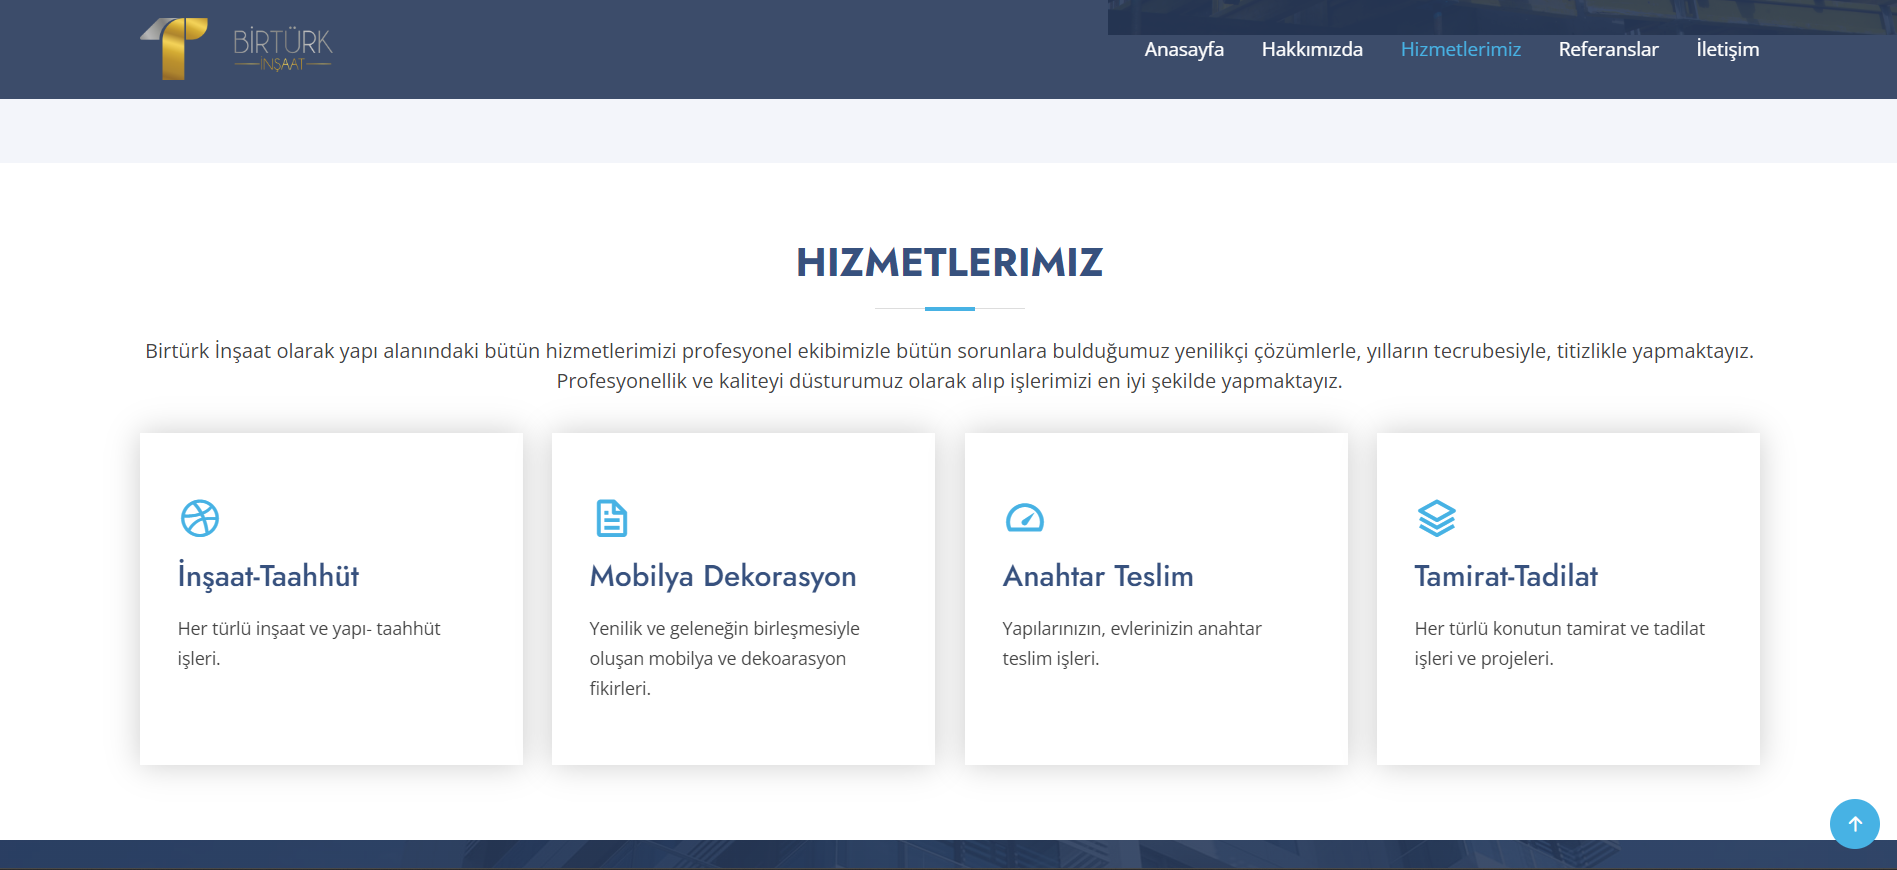 BİRTÜRK
İNŞAAT
Anasayfa Hakkımızda Hizmetlerimiz Referanslar İletişim
HIZMETLERIMIZ
Birtürk İnşaat olarak yapı alanındaki bütün hizmetlerimizi profesyonel ekibimizle bütün sorunlara bulduğumuz yenilikçi çözümlerle, yılların tecrubesiyle, titizlikle yapmaktayız.
Profesyonellik ve kaliteyi düsturumuz olarak alıp işlerimizi en iyi şekilde yapmaktayız.
İnşaat-Taahhüt
Her türlü inşaat ve yapı- taahhüt
işleri.
Mobilya Dekorasyon
Yenilik ve geleneğin birleşmesiyle
oluşan mobilya ve dekoarasyon
fikirleri.
Anahtar Teslim
Yapılarınızın, evlerinizin anahtar
teslim işleri.
Tamirat-Tadilat
Her türlü konutun tamirat ve tadilat
işleri ve projeleri.